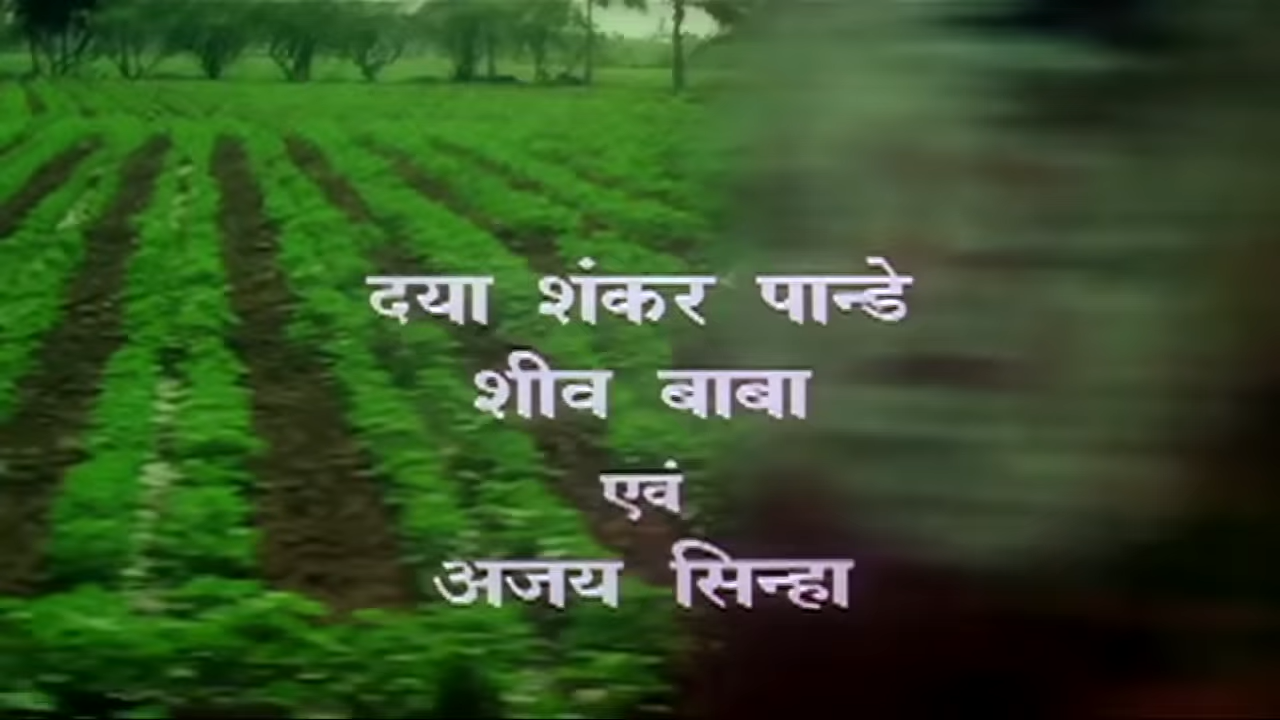 दया शंकर पान्डे
शीव बाबा
एवं
अजय सिन्हा